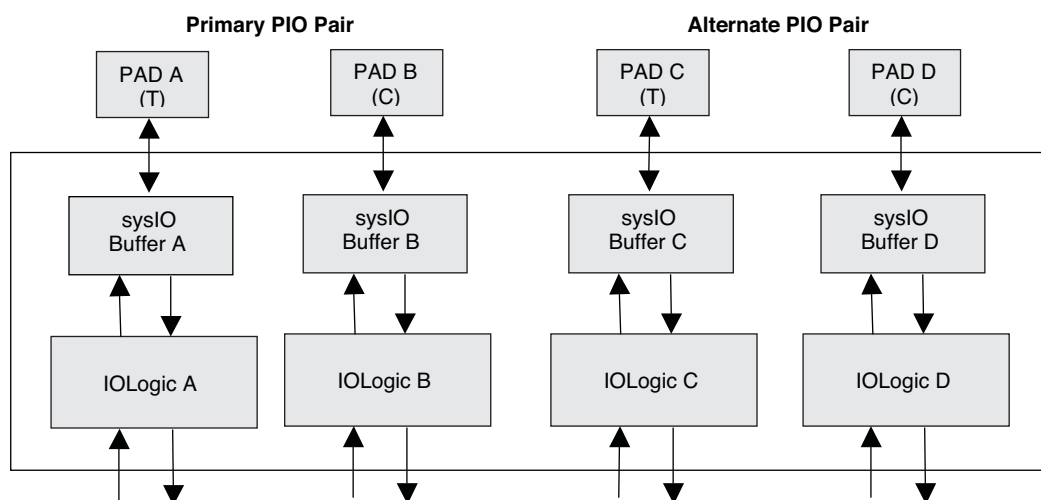 Primary PIO Pair
Alternate PIO Pair
PAD A
(T)
PAD B
(C)
PAD C
(T)
PAD D
(C)
sysIO
Buffer A
sysIO
Buffer B
sysIO
Buffer C
sysIO
Buffer D
IOLogic A
IOLogic B
IOLogic C
IOLogic D